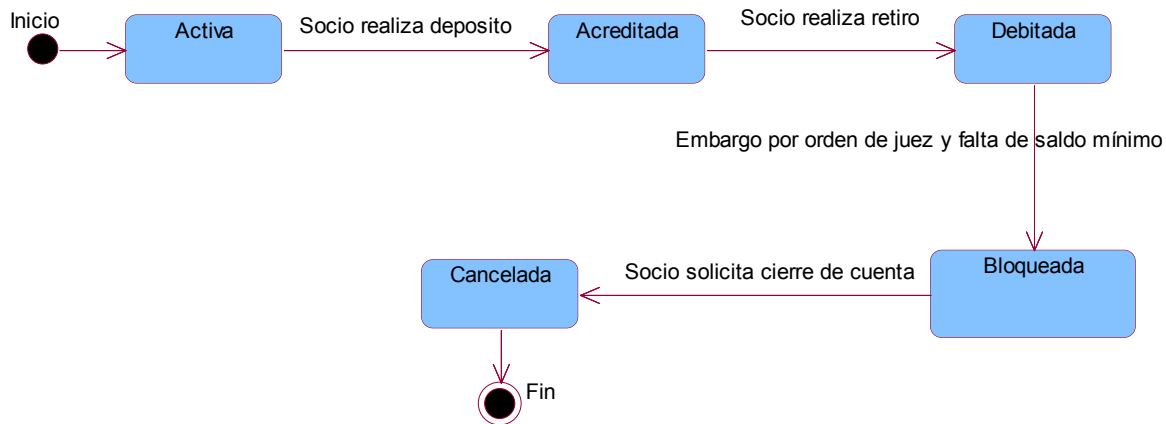 Inicio
Activa
Socio realiza deposito
Acreditada
Socio realiza retiro
Debitada
Embargo por orden de juez y falta de saldo mínimo
Bloqueada
Socio solicita cierre de cuenta
Cancelada
Fin